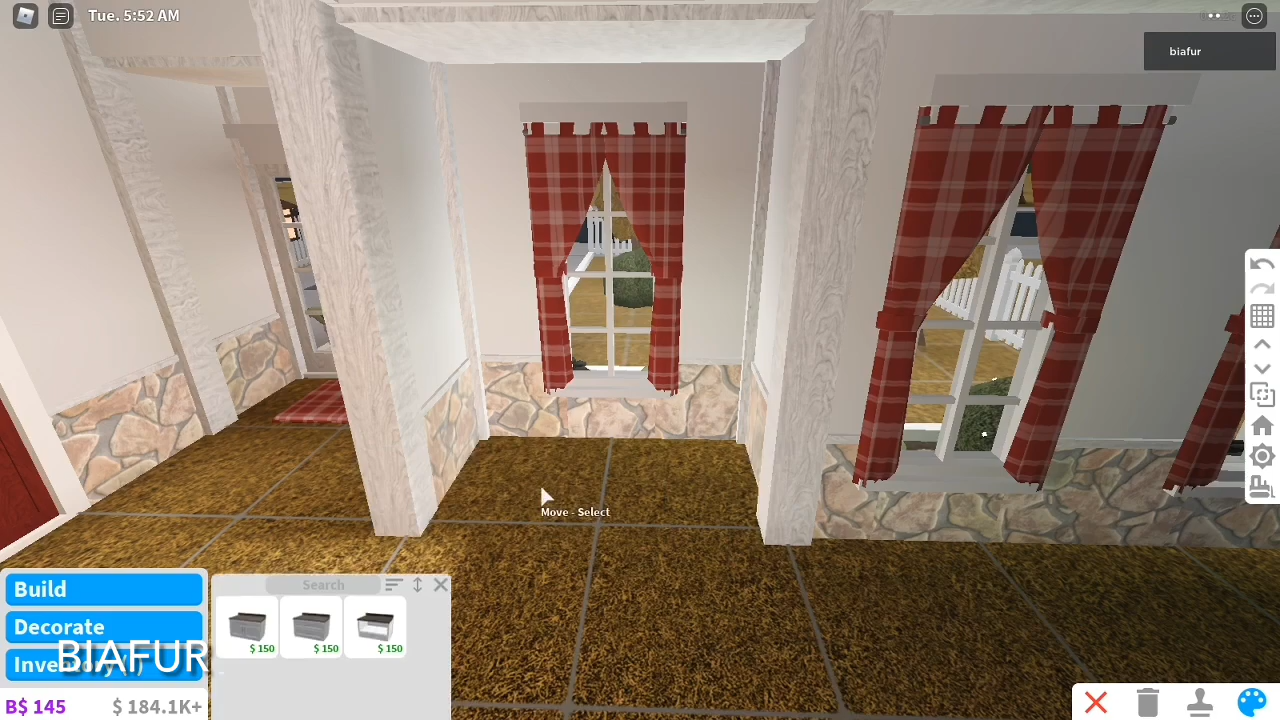 Tue. 5:52 AM
biafur
Move - Select
Build
Search
Decorate
BIAFUR
$ 150
$ 150
$ 150
B$ 145
$ 184.1K+